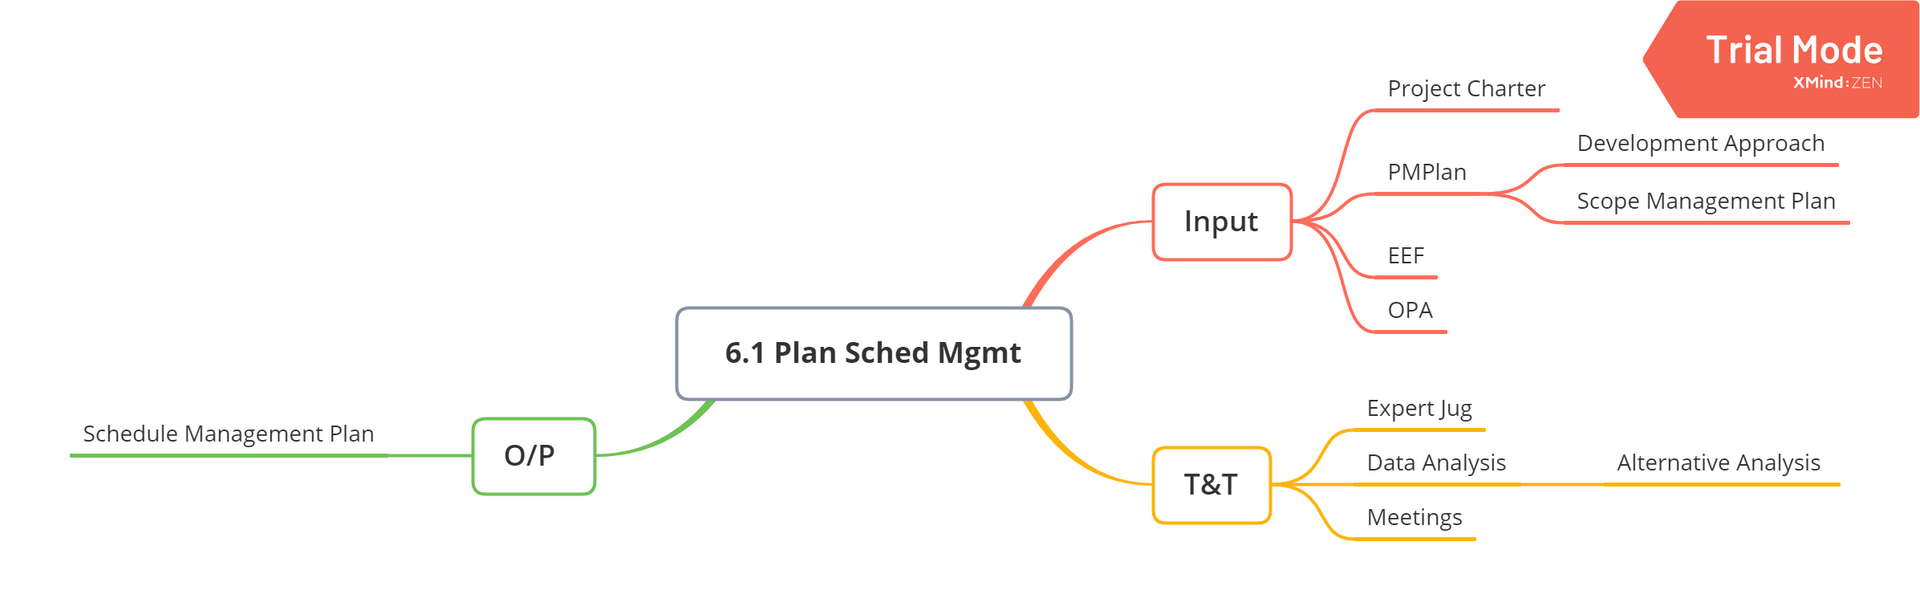 Trial Mode
XMind:ZEN
6.1 Plan Sched Mgmt
Input
Project Charter
PMPlan
Development Approach
Scope Management Plan
EEF
OPA
T&T
Expert Jug
Data Analysis
Alternative Analysis
Meetings
O/P
Schedule Management Plan